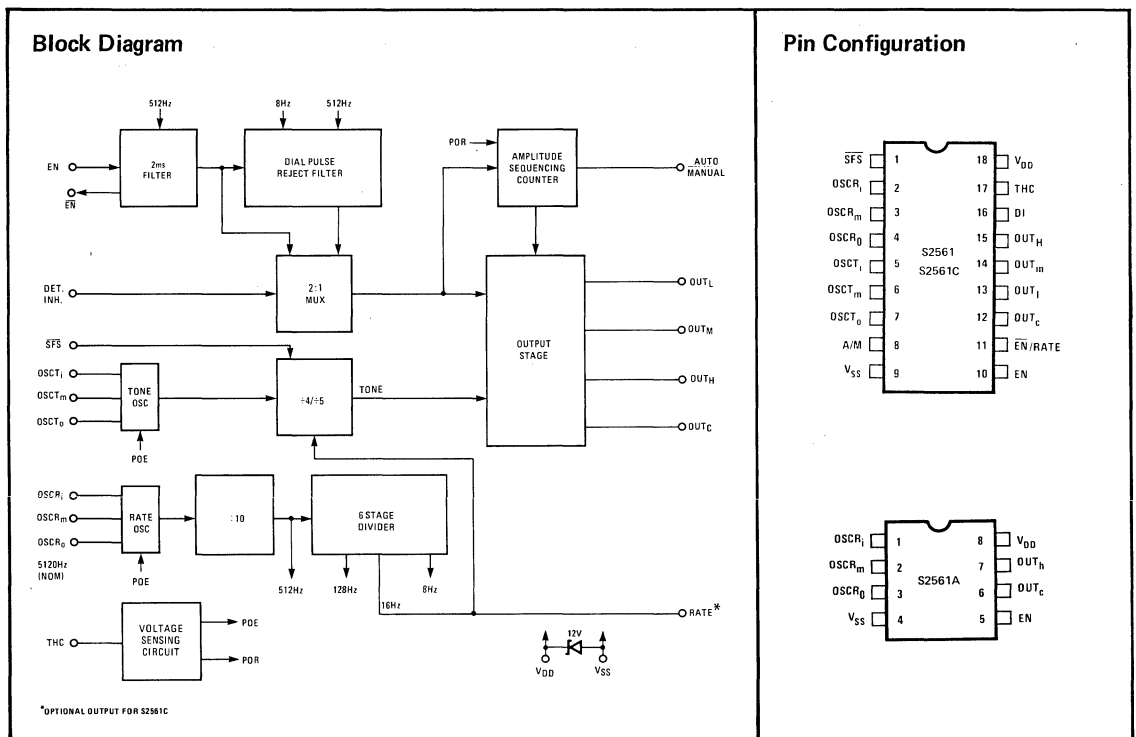 Block Diagram
512Hz
8Hz
512Hz
EN
EN
2ms
FILTER
DIAL PULSE
REJECT FILTER
POR
AMPLITUDE
SEQUENCING
COUNTER
AUTO
MANUAL
DET.
INH.
2:1
MUX
OUTPUT
STAGE
OUTL
OUTM
OUTH
OUTC
SFS
OSCTi
OSCTm
OSCTo
TONE
OSC
POE
÷4/÷5
TONE
OSCRi
OSCRm
OSCRo
5120Hz
(NOM)
RATE
OSC
POE
:10
6 STAGE
DIVIDER
512Hz
128Hz
16Hz
8Hz
RATE*
THC
VOLTAGE
SENSING
CIRCUIT
POE
POR
12V
VDD
VSS
*OPTIONAL OUTPUT FOR S2561C
Pin Configuration
SFS 1
OSCRi 2
OSCRm 3
OSCR0 4
OSCTi 5
OSCTm 6
OSCTo 7
A/M 8
VSS 9
S2561
S2561C
18 VDD
17 THC
16 DI
15 OUTH
14 OUTm
13 OUTl
12 OUTc
11 EN/RATE
10 EN
OSCRi 1
OSCRm 2
OSCR0 3
VSS 4
S2561A
8 VDD
7 OUTh
6 OUTc
5 EN